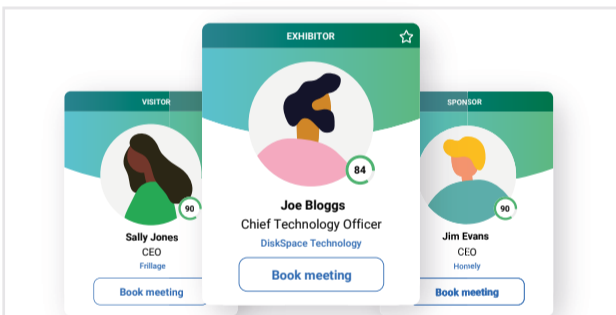 VISITOR
90
Sally Jones
CEO
Frillage
Book meeting
EXHIBITOR
84
Joe Bloggs
Chief Technology Officer
DiskSpace Technology
Book meeting
SPONSOR
90
Jim Evans
CEO
Homely
Book meeting